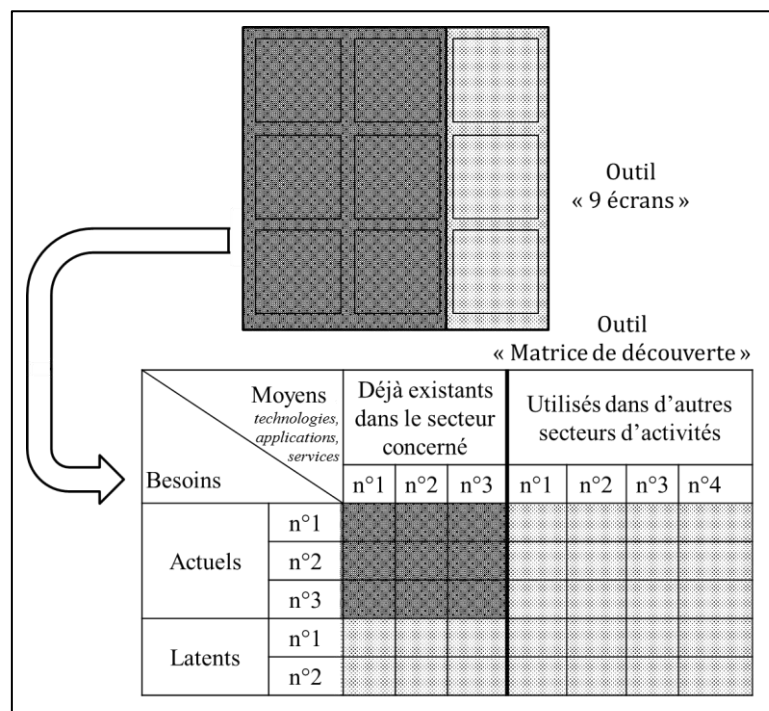 Outil
« 9 écrans »
Outil
« Matrice de découverte »
Moyens
technologies,
applications,
services
Besoins
Déjà existants
dans le secteur
concerné
Utilisés dans d’autres
secteurs d’activités
n°1 n°2 n°3 n°1 n°2 n°3 n°4
Actuels
n°1
n°2
n°3
Latents
n°1
n°2